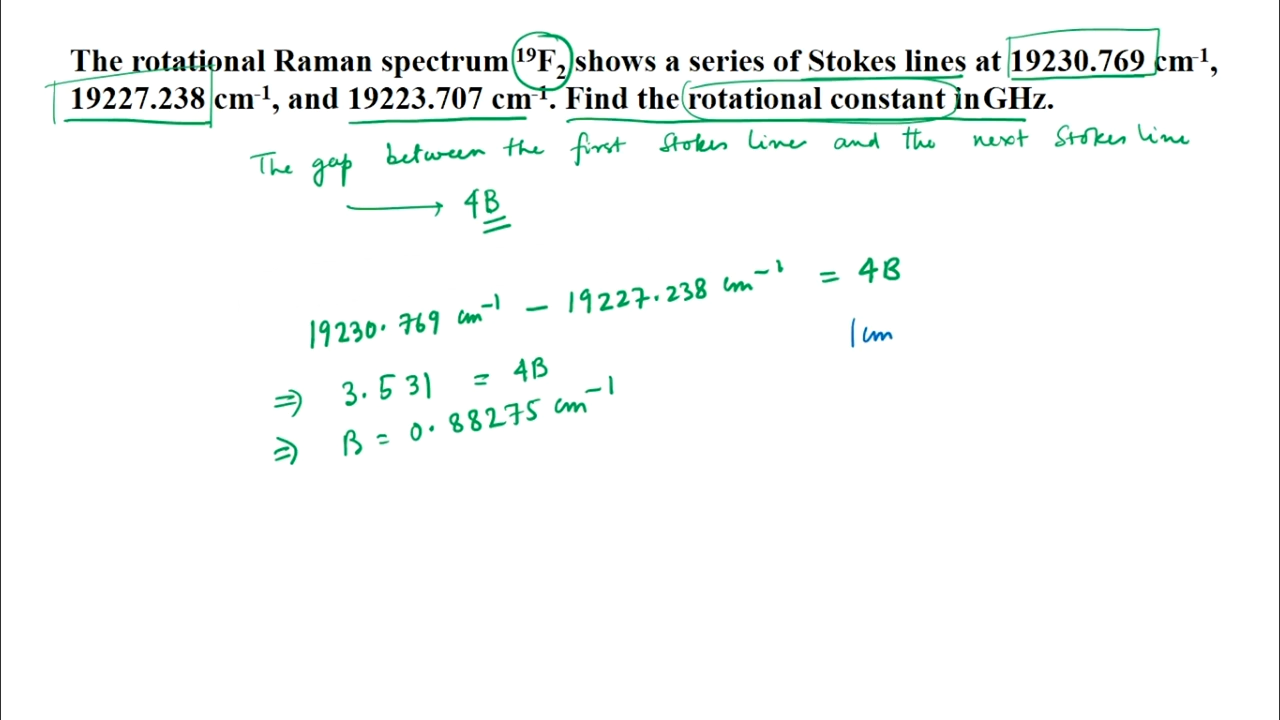 The rotational Raman spectrum ¹⁹F₂ shows a series of Stokes lines at 19230.769 cm⁻¹,
19227.238 cm⁻¹, and 19223.707 cm⁻¹. Find the rotational constant in GHz.
The gap between the first Stokes line and the next Stokes line
⟶ 4B
19230.769 cm⁻¹ – 19227.238 cm⁻¹ = 4B
1 cm
⇒ 3.531 = 4B
⇒ B = 0.88275 cm⁻¹